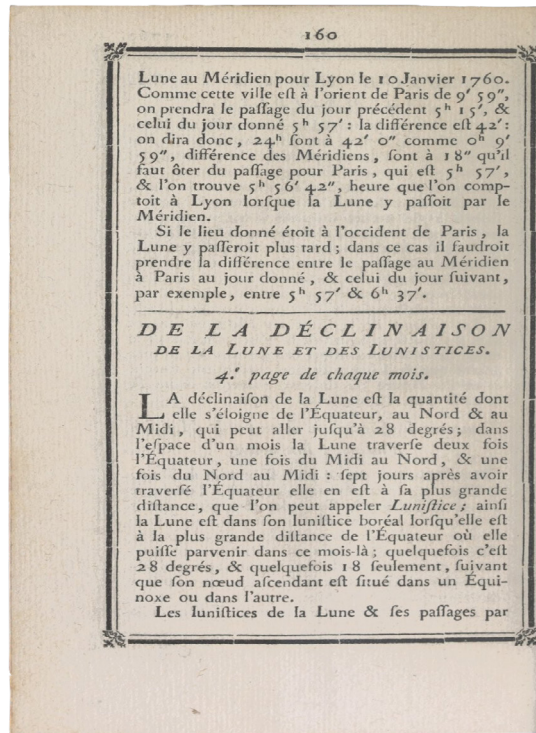 160
Lune au Méridien pour Lyon le 10 Janvier 1760.
Comme cette ville eſt à l'orient de Paris de 9′ 59″,
on prendra le paſſage du jour précédent 5ʰ 15′, &
celui du jour donné 5ʰ 57′ : la différence eſt 42′ :
on dira donc, 24ʰ ſont à 42′ 0″ comme 0ʰ 9′
59″, différence des Méridiens, ſont à 18″ qu'il
faut ôter du paſſage pour Paris, qui eſt 5ʰ 57′,
& l'on trouve 5ʰ 56′ 42″, heure que l'on comp-
toit à Lyon lorſque la Lune y paſſoit par le
Méridien.
Si le lieu donné étoit à l'occident de Paris, la
Lune y paſſeroit plus tard ; dans ce cas il faudroit
prendre la différence entre le paſſage au Méridien
à Paris au jour donné, & celui du jour ſuivant,
par exemple, entre 5ʰ 57′ & 6ʰ 37′.
DE LA DÉCLINAISON
DE LA LUNE ET DES LUNISTICES.
4.ᵉ page de chaque mois.
LA déclinaiſon de la Lune eſt la quantité dont
elle s'éloigne de l'Équateur, au Nord & au
Midi, qui peut aller juſqu'à 28 degrés ; dans
l'eſpace d'un mois la Lune traverſe deux fois
l'Équateur, une fois du Midi au Nord, & une
fois du Nord au Midi : ſept jours après avoir
traverſé l'Équateur elle en eſt à ſa plus grande
diſtance, que l'on peut appeler Luniſtice ; ainſi
la Lune eſt dans ſon luniſtice boréal lorſqu'elle eſt
à la plus grande diſtance de l'Équateur où elle
puiſſe parvenir dans ce mois-là ; quelquefois c'eſt
28 degrés, & quelquefois 18 ſeulement, ſuivant
que ſon nœud aſcendant eſt ſitué dans un Équi-
noxe ou dans l'autre.
Les luniſtices de la Lune & ſes paſſages par